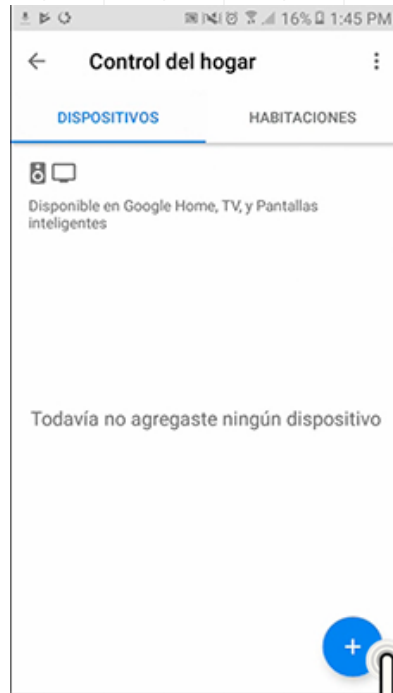 16% 1:45 PM
Control del hogar
DISPOSITIVOS HABITACIONES
Disponible en Google Home, TV, y Pantallas
inteligentes
Todavía no agregaste ningún dispositivo
+